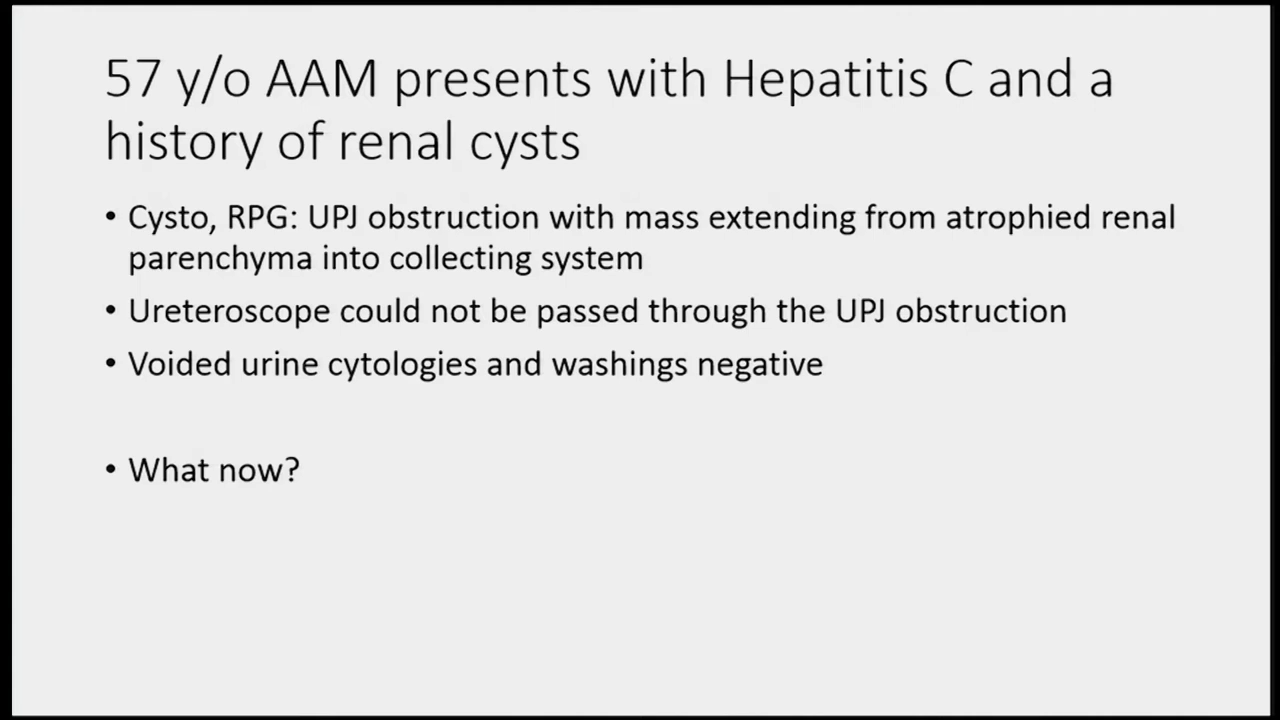 57 y/o AAM presents with Hepatitis C and a
history of renal cysts
• Cysto, RPG: UPJ obstruction with mass extending from atrophied renal
parenchyma into collecting system
• Ureteroscope could not be passed through the UPJ obstruction
• Voided urine cytologies and washings negative
• What now?